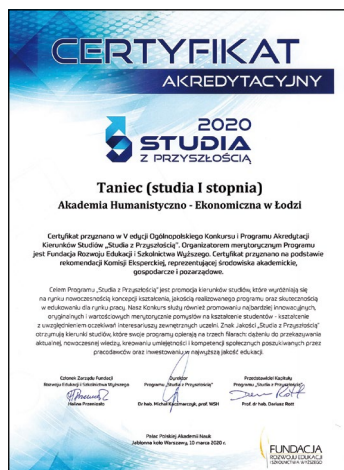 CERTYFIKAT
AKREDYTACYJNY
2020
STUDIA
Z PRZYSZŁOŚCIĄ
Taniec (studia I stopnia)
Akademia Humanistyczno - Ekonomiczna w Łodzi
Certyfikat przyznano w V edycji Ogólnopolskiego Konkursu i Programu Akredytacji
Kierunków Studiów „Studia z Przyszłością”. Organizatorem merytorycznym Programu
jest Fundacja Rozwoju Edukacji i Szkolnictwa Wyższego. Certyfikat przyznano na podstawie
rekomendacji Komisji Eksperckiej, reprezentującej środowiska akademickie,
gospodarcze i pozarządowe.
Celem Programu „Studia z Przyszłością” jest promocja kierunków studiów, które wyróżniają się
na rynku nowoczesnością koncepcji kształcenia, jakością realizowanego programu oraz skutecznością
w edukowaniu dla rynku pracy. Nasz Konkurs służy również promowaniu najbardziej innowacyjnych,
oryginalnych i wartościowych merytorycznie pomysłów na kształcenie studentów - kształcenie
z uwzględnieniem oczekiwań interesariuszy zewnętrznych uczelni. Znak Jakości „Studia z Przyszłością”
otrzymują kierunki studiów, które swoje programy opierają na trzech filarach: dążeniu do przekazywania
aktualnej, nowoczesnej wiedzy, kreowaniu umiejętności i kompetencji społecznych poszukiwanych przez
pracodawców oraz inwestowaniu w najwyższą jakość edukacji.
Członek Zarządu Fundacji
Rozwoju Edukacji i Szkolnictwa Wyższego
Halina Przeniosło
Dyrektor
Programu „Studia z Przyszłością”
Dr hab. Michał Kaczmarczyk, prof. WSH
Przedstawiciel Kapituły
Programu „Studia z Przyszłością”
Prof. dr hab. Dariusz Rott
Pałac Polskiej Akademii Nauk
Jabłonna koło Warszawy, 10 marca 2020 r.
FUNDACJA
ROZWOJU EDUKACJI
I SZKOLNICTWA WYŻSZEGO